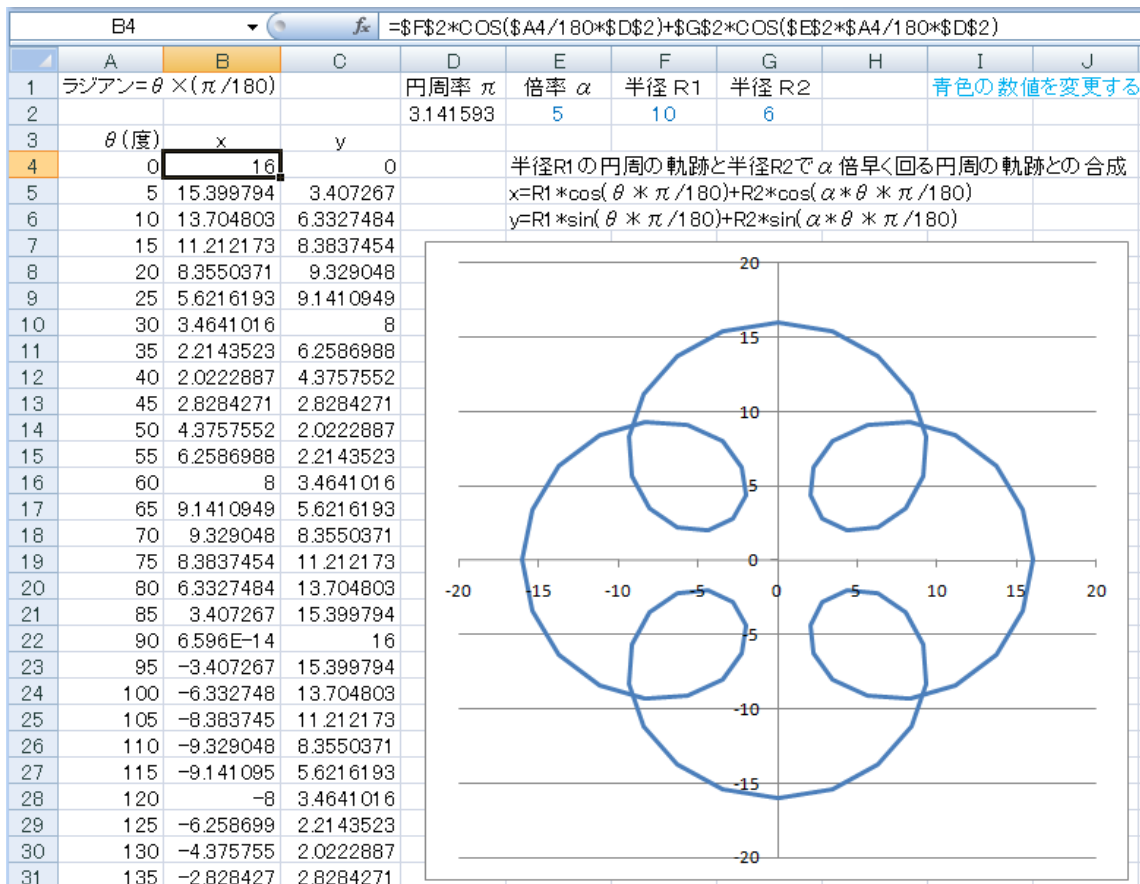 B4 fx =$F$2*COS($A4/180*$D$2)+$G$2*COS($E$2*$A4/180*$D$2)
A B C D E F G H I J
1 ラジアン=θ×(π/180) 円周率 π 倍率 α 半径 R1 半径 R2 青色の数値を変更する
2 3.141593 5 10 6
3 θ(度) x y
4 0 16 0 半径R1の円周の軌跡と半径R2でα倍早く回る円周の軌跡との合成
5 5 15.399794 3.407267 x=R1*cos(θ*π/180)+R2*cos(α*θ*π/180)
6 10 13.704803 6.3327484 y=R1*sin(θ*π/180)+R2*sin(α*θ*π/180)
7 15 11.212173 8.3837454
8 20 8.3550371 9.329048
9 25 5.6216193 9.1410949
10 30 3.4641016 8
11 35 2.2143523 6.2586988
12 40 2.0222887 4.3757552
13 45 2.8284271 2.8284271
14 50 4.3757552 2.0222887
15 55 6.2586988 2.2143523
16 60 8 3.4641016
17 65 9.1410949 5.6216193
18 70 9.329048 8.3550371
19 75 8.3837454 11.212173
20 80 6.3327484 13.704803
21 85 3.407267 15.399794
22 90 6.596E-14 16
23 95 -3.407267 15.399794
24 100 -6.332748 13.704803
25 105 -8.383745 11.212173
26 110 -9.329048 8.3550371
27 115 -9.141095 5.6216193
28 120 -8 3.4641016
29 125 -6.258699 2.2143523
30 130 -4.375755 2.0222887
31 135 -2.828427 2.8284271
20
15
10
5
0
-20 -15 -10 -5 0 5 10 15 20
-5
-10
-15
-20